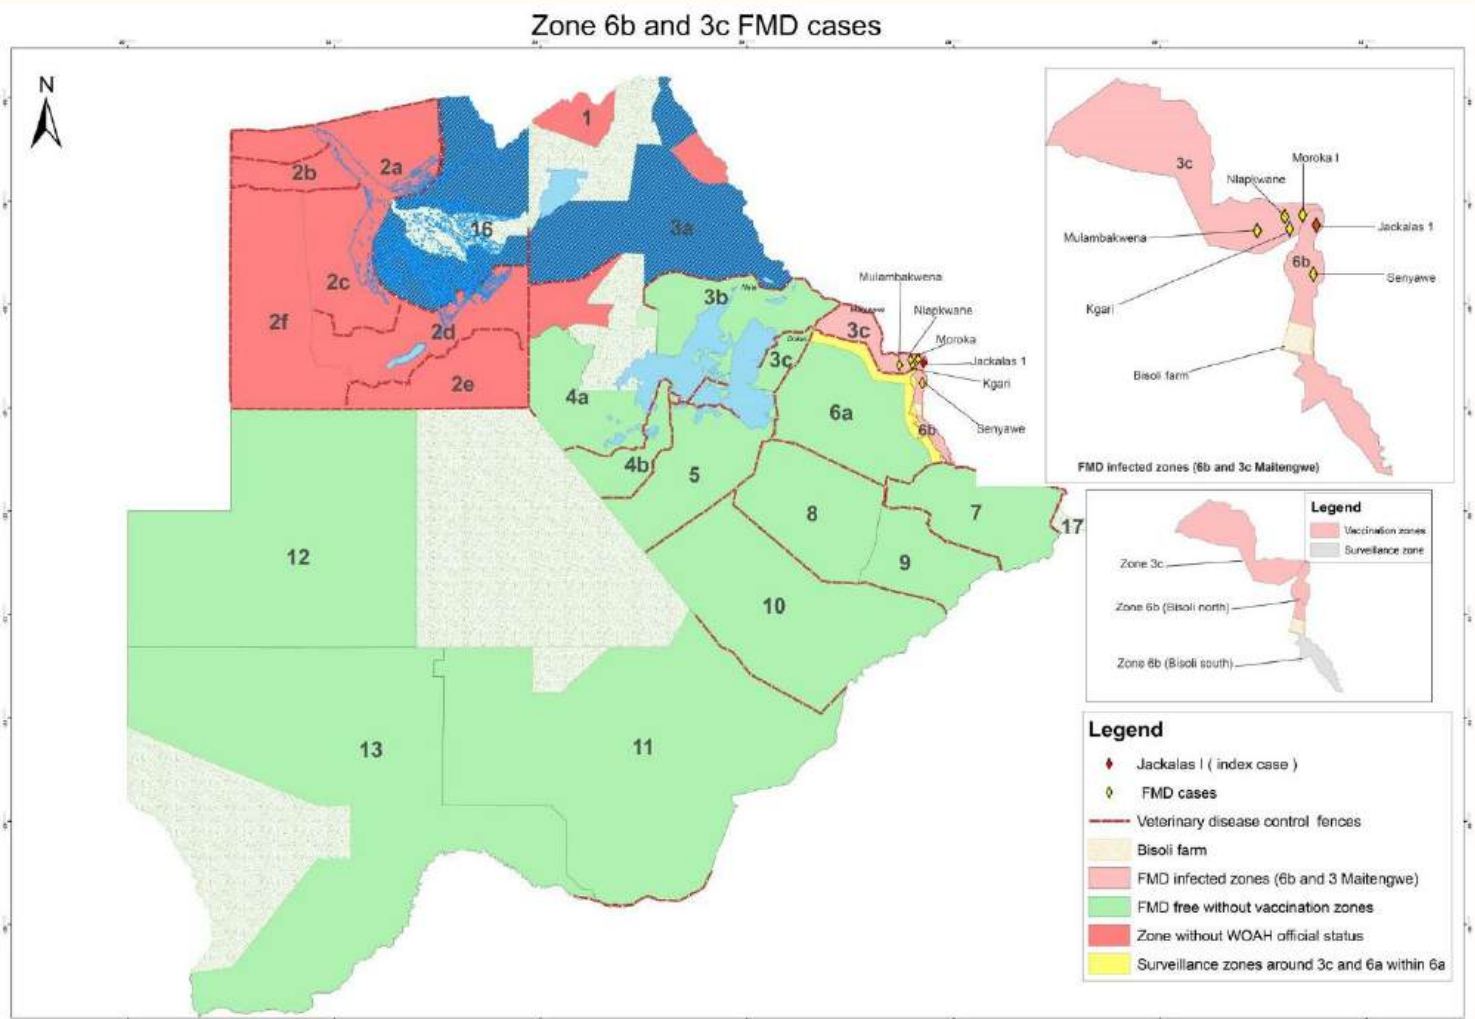 Zone 6b and 3c FMD cases
N
1
2a
2b
16
3a
2c
2f
2d
2e
3b
3c
3c
4a
4b
5
6a
6b
7
8
9
10
11
12
13
17
Mulambakwena
Nlapkwane
Moroka
Jackalas 1
Kgari
Senyawe
3c
Moroka I
Nlapkwane
Mulambakwena
Jackalas 1
6b
Senyawe
Kgari
Bisoli farm
FMD infected zones (6b and 3c Maitengwe)
Legend
Vaccination zones
Surveillance zone
Zone 3c
Zone 6b (Bisoli north)
Zone 6b (Bisoli south)
Legend
Jackalas I ( index case )
FMD cases
Veterinary disease control fences
Bisoli farm
FMD infected zones (6b and 3 Maitengwe)
FMD free without vaccination zones
Zone without WOAH official status
Surveillance zones around 3c and 6a within 6a